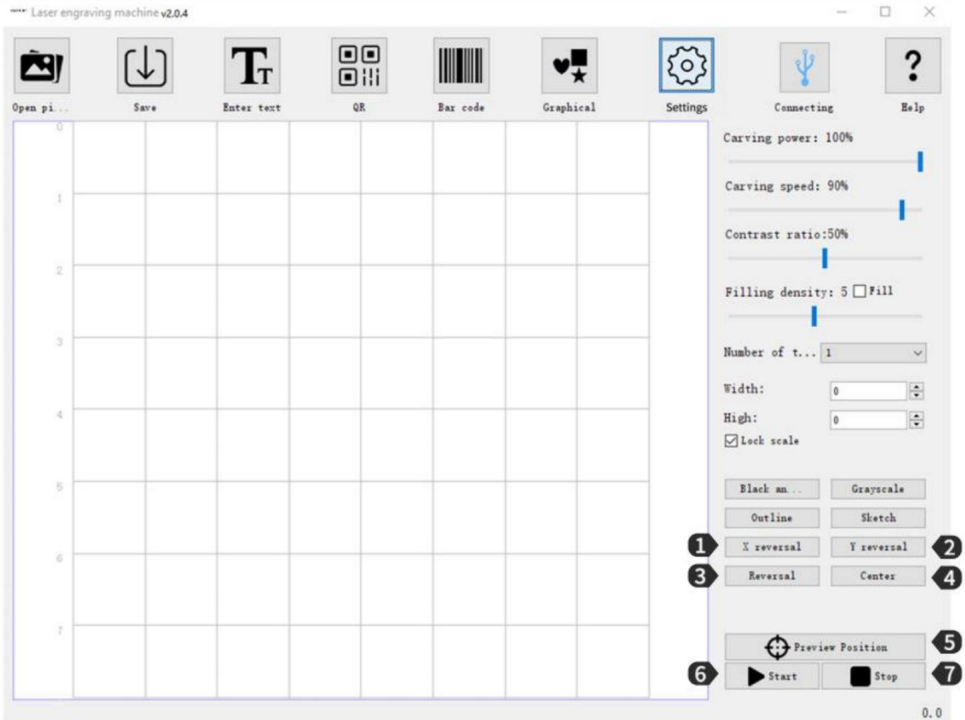 Laser engraving machine v2.0.4
Open pi...
Save
Enter text
QR
Bar code
Graphical
Settings
Connecting
Help
0
1
2
3
4
5
6
7
Carving power: 100%
Carving speed: 90%
Contrast ratio:50%
Filling density: 5 Fill
Number of t... 1
Width: 0
High: 0
Lock scale
Black an... Grayscale
Outline Sketch
1 X reversal Y reversal 2
3 Reversal Center 4
Preview Position 5
6 Start Stop 7
0.0